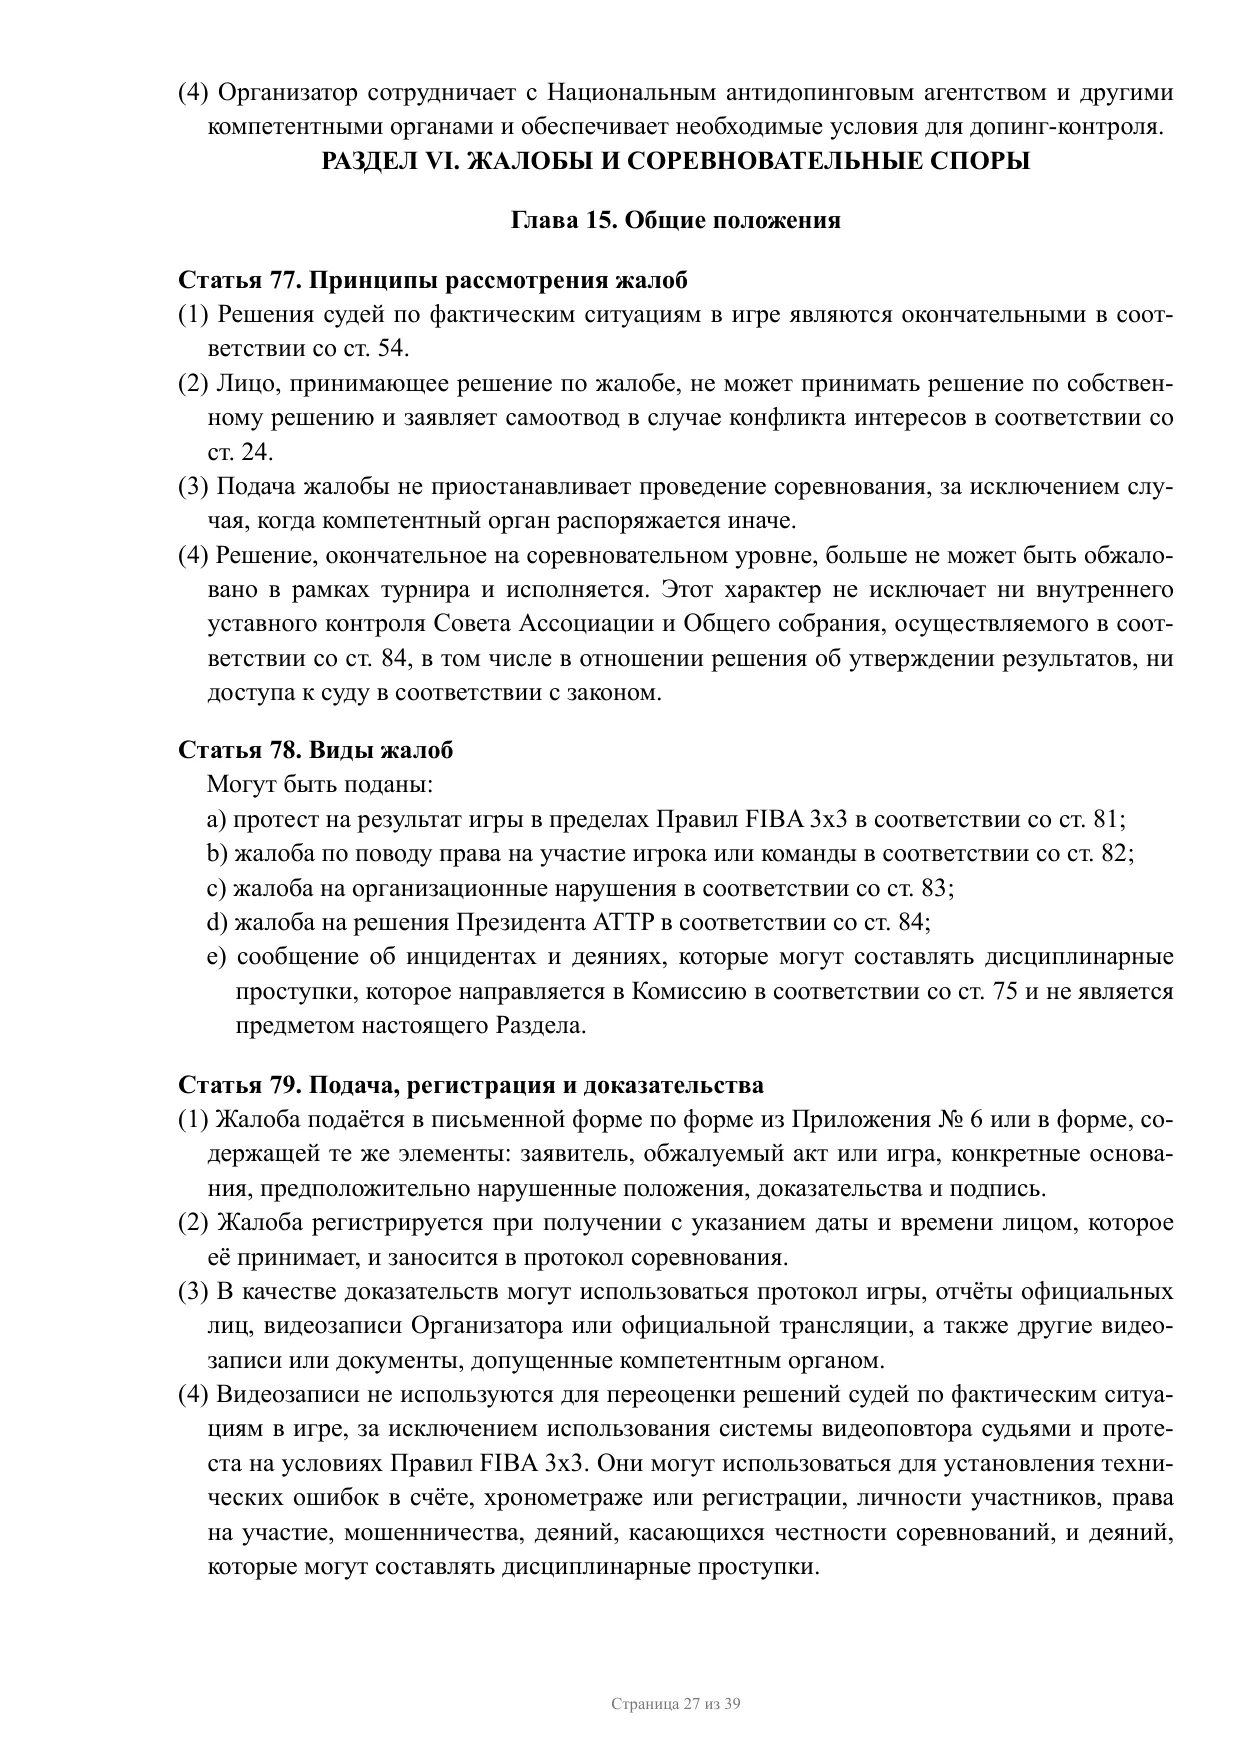 (4) Организатор сотрудничает с Национальным антидопинговым агентством и другими
компетентными органами и обеспечивает необходимые условия для допинг-контроля.
РАЗДЕЛ VI. ЖАЛОБЫ И СОРЕВНОВАТЕЛЬНЫЕ СПОРЫ
Глава 15. Общие положения
Статья 77. Принципы рассмотрения жалоб
(1) Решения судей по фактическим ситуациям в игре являются окончательными в соот-
ветствии со ст. 54.
(2) Лицо, принимающее решение по жалобе, не может принимать решение по собствен-
ному решению и заявляет самоотвод в случае конфликта интересов в соответствии со
ст. 24.
(3) Подача жалобы не приостанавливает проведение соревнования, за исключением слу-
чая, когда компетентный орган распоряжается иначе.
(4) Решение, окончательное на соревновательном уровне, больше не может быть обжало-
вано в рамках турнира и исполняется. Этот характер не исключает ни внутреннего
уставного контроля Совета Ассоциации и Общего собрания, осуществляемого в соот-
ветствии со ст. 84, в том числе в отношении решения об утверждении результатов, ни
доступа к суду в соответствии с законом.
Статья 78. Виды жалоб
Могут быть поданы:
a) протест на результат игры в пределах Правил FIBA 3x3 в соответствии со ст. 81;
b) жалоба по поводу права на участие игрока или команды в соответствии со ст. 82;
c) жалоба на организационные нарушения в соответствии со ст. 83;
d) жалоба на решения Президента АТТР в соответствии со ст. 84;
e) сообщение об инцидентах и деяниях, которые могут составлять дисциплинарные
проступки, которое направляется в Комиссию в соответствии со ст. 75 и не является
предметом настоящего Раздела.
Статья 79. Подача, регистрация и доказательства
(1) Жалоба подаётся в письменной форме по форме из Приложения № 6 или в форме, со-
держащей те же элементы: заявитель, обжалуемый акт или игра, конкретные основа-
ния, предположительно нарушенные положения, доказательства и подпись.
(2) Жалоба регистрируется при получении с указанием даты и времени лицом, которое
её принимает, и заносится в протокол соревнования.
(3) В качестве доказательств могут использоваться протокол игры, отчёты официальных
лиц, видеозаписи Организатора или официальной трансляции, а также другие видео-
записи или документы, допущенные компетентным органом.
(4) Видеозаписи не используются для переоценки решений судей по фактическим ситуа-
циям в игре, за исключением использования системы видеоповтора судьями и проте-
ста на условиях Правил FIBA 3x3. Они могут использоваться для установления техни-
ческих ошибок в счёте, хронометраже или регистрации, личности участников, права
на участие, мошенничества, деяний, касающихся честности соревнований, и деяний,
которые могут составлять дисциплинарные проступки.
Страница 27 из 39